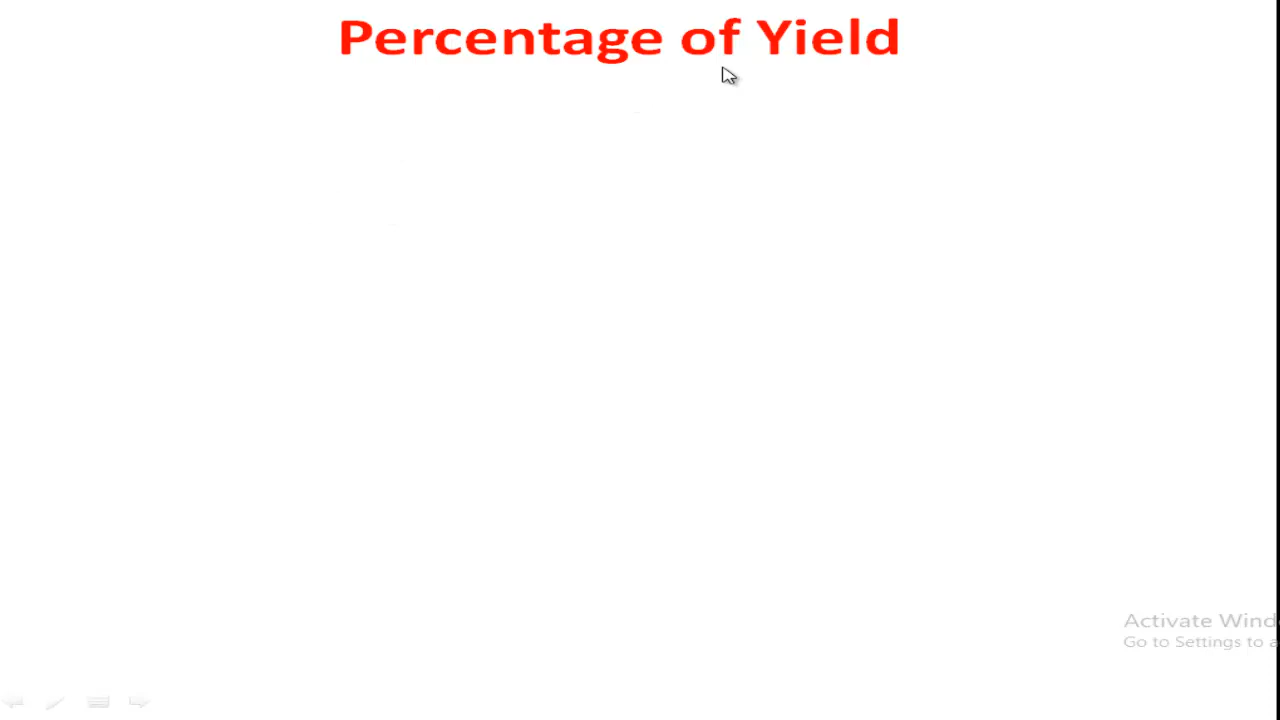 Percentage of Yield
Activate Wind
Go to Settings to a